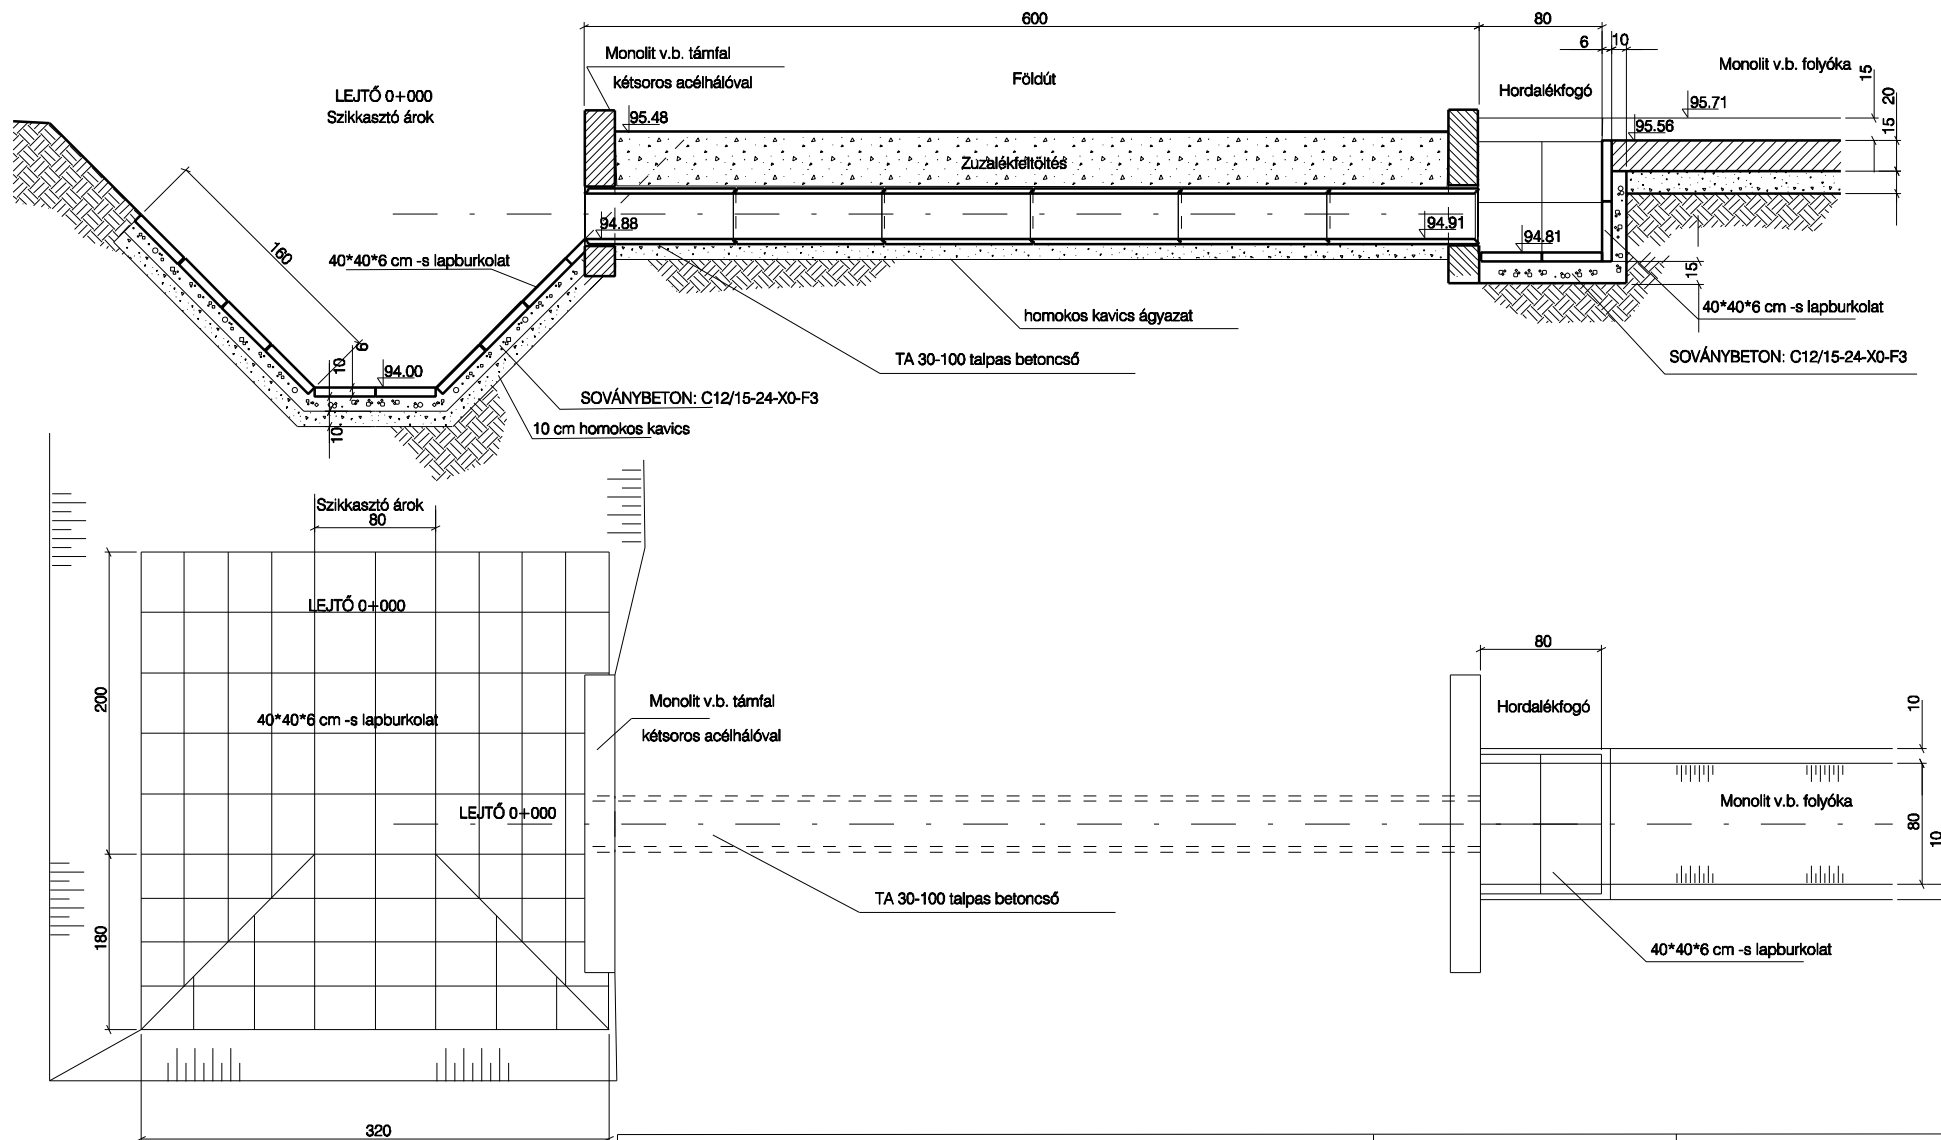 600
80
Monolit v.b. támfal
kétsoros acélhálóval
Földút
6
10
Monolit v.b. folyóka
15
LEJTŐ 0+000
Szikkasztó árok
Hordalékfogó
95.48
95.71
20
95.56
15
Zuzalékfeltöltés
94.88
94.91
94.81
160
40*40*6 cm -s lapburkolat
15
40*40*6 cm -s lapburkolat
homokos kavics ágyazat
10
6
94.00
TA 30-100 talpas betoncső
SOVÁNYBETON: C12/15-24-X0-F3
SOVÁNYBETON: C12/15-24-X0-F3
10
10 cm homokos kavics
Szikkasztó árok
80
LEJTŐ 0+000
200
40*40*6 cm -s lapburkolat
Monolit v.b. támfal
kétsoros acélhálóval
80
Hordalékfogó
10
LEJTŐ 0+000
Monolit v.b. folyóka
80
10
TA 30-100 talpas betoncső
180
40*40*6 cm -s lapburkolat
320